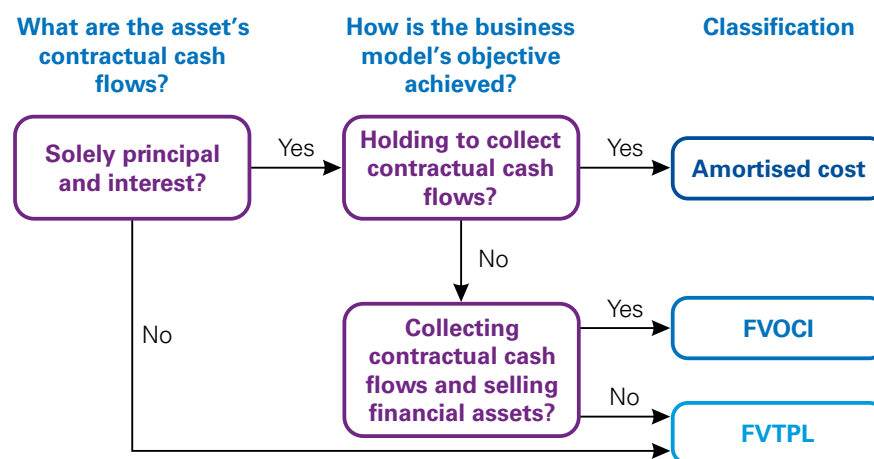 What are the asset's
contractual cash
flows?
How is the business
model's objective
achieved?
Classification
Solely principal
and interest?
Yes
Holding to collect
contractual cash
flows?
Yes
Amortised cost
No
No
Collecting
contractual cash
flows and selling
financial assets?
Yes
FVOCI
No
FVTPL